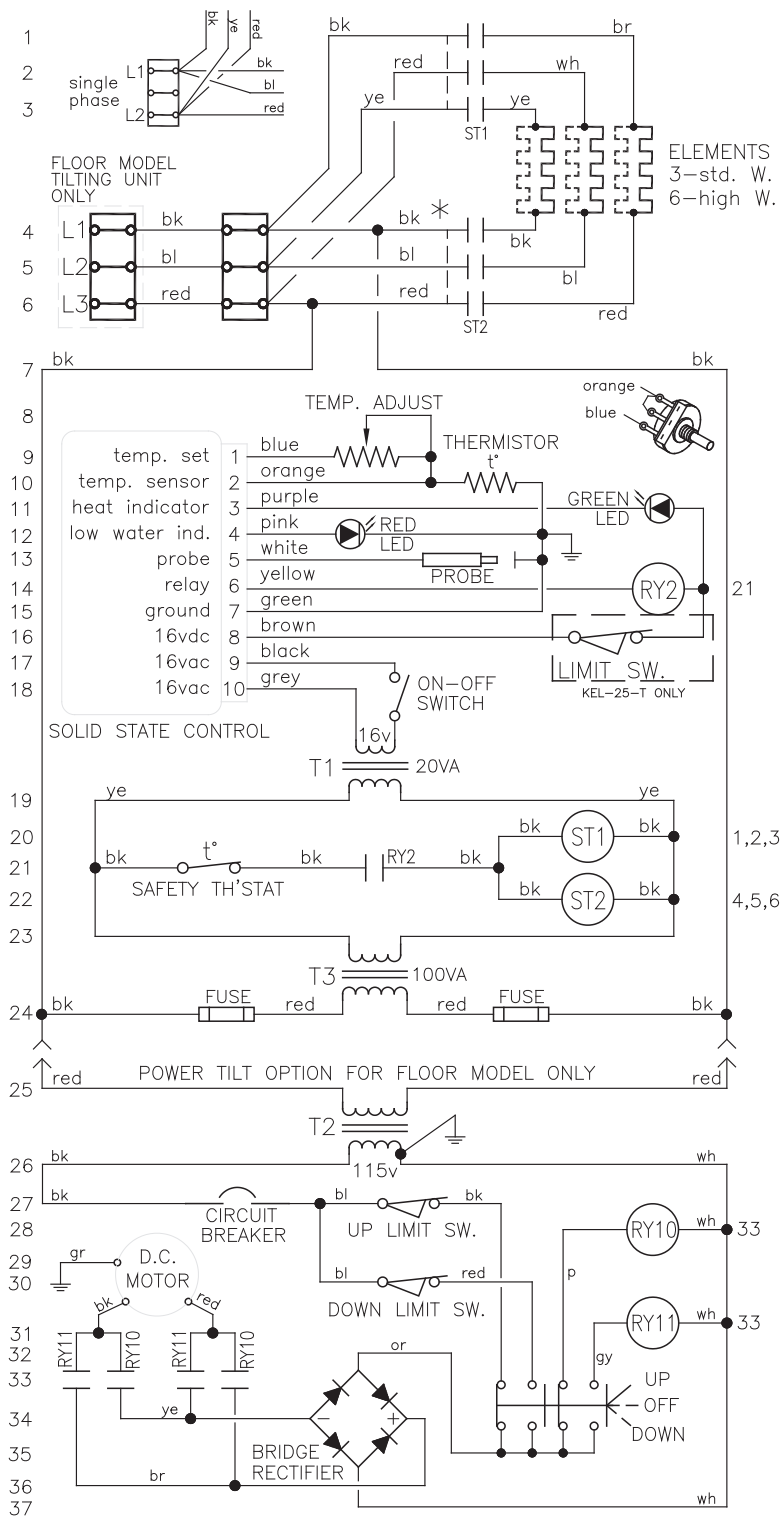 bk
ye
red
1
bk
br
2
L1
bk
red
wh
single
phase
bl
3
L2
red
ye
ye
ST1
FLOOR MODEL
TILTING UNIT
ONLY
ELEMENTS
3-std. W.
6-high W.
4
L1
bk
bk
*
bk
5
L2
bl
bl
bl
6
L3
red
red
red
ST2
7
bk
bk
8
TEMP. ADJUST
orange
blue
9
temp. set
1
blue
THERMISTOR
t°
10
temp. sensor
2
orange
11
heat indicator
3
purple
GREEN
LED
12
low water ind.
4
pink
RED
LED
13
probe
5
white
PROBE
14
relay
6
yellow
RY2
21
15
ground
7
green
16
16vdc
8
brown
LIMIT SW.
KEL-25-T ONLY
17
16vac
9
black
18
16vac
10
grey
ON-OFF
SWITCH
SOLID STATE CONTROL
16v
T1
20VA
19
ye
ye
20
bk
ST1
bk
1,2,3
21
bk
t°
bk
RY2
bk
SAFETY TH'STAT
22
bk
ST2
bk
4,5,6
23
T3
100VA
24
bk
FUSE
red
red
FUSE
bk
25
red
POWER TILT OPTION FOR FLOOR MODEL ONLY
red
T2
26
bk
115v
wh
27
bk
CIRCUIT
BREAKER
bl
bk
UP LIMIT SW.
28
RY10
wh
33
29
gr
D.C.
MOTOR
30
bl
red
p
DOWN LIMIT SW.
bk
red
RY11
wh
33
31
32
33
RY11
RY10
RY11
RY10
or
gy
UP
OFF
DOWN
34
ye
-
+
35
BRIDGE
RECTIFIER
36
br
37
wh